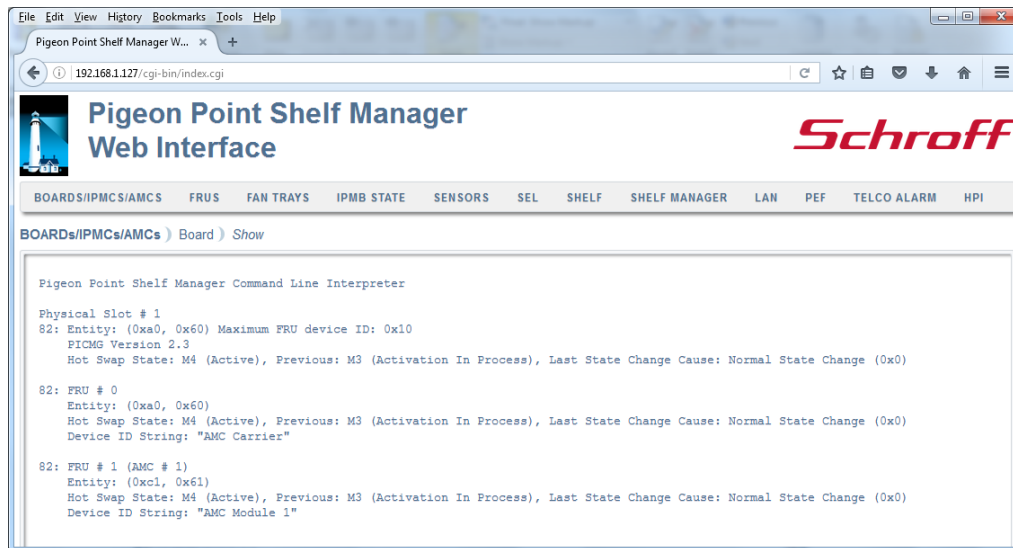 File Edit View History Bookmarks Tools Help
Pigeon Point Shelf Manager W... × +
192.168.1.127/cgi-bin/index.cgi
Pigeon Point Shelf Manager
Web Interface
Schroff
BOARDS/IPMCS/AMCS FRUS FAN TRAYS IPMB STATE SENSORS SEL SHELF SHELF MANAGER LAN PEF TELCO ALARM HPI
BOARDs/IPMCs/AMCs ) Board ) Show
Pigeon Point Shelf Manager Command Line Interpreter
Physical Slot # 1
82: Entity: (0xa0, 0x60) Maximum FRU device ID: 0x10
PICMG Version 2.3
Hot Swap State: M4 (Active), Previous: M3 (Activation In Process), Last State Change Cause: Normal State Change (0x0)
82: FRU # 0
Entity: (0xa0, 0x60)
Hot Swap State: M4 (Active), Previous: M3 (Activation In Process), Last State Change Cause: Normal State Change (0x0)
Device ID String: "AMC Carrier"
82: FRU # 1 (AMC # 1)
Entity: (0xc1, 0x61)
Hot Swap State: M4 (Active), Previous: M3 (Activation In Process), Last State Change Cause: Normal State Change (0x0)
Device ID String: "AMC Module 1"